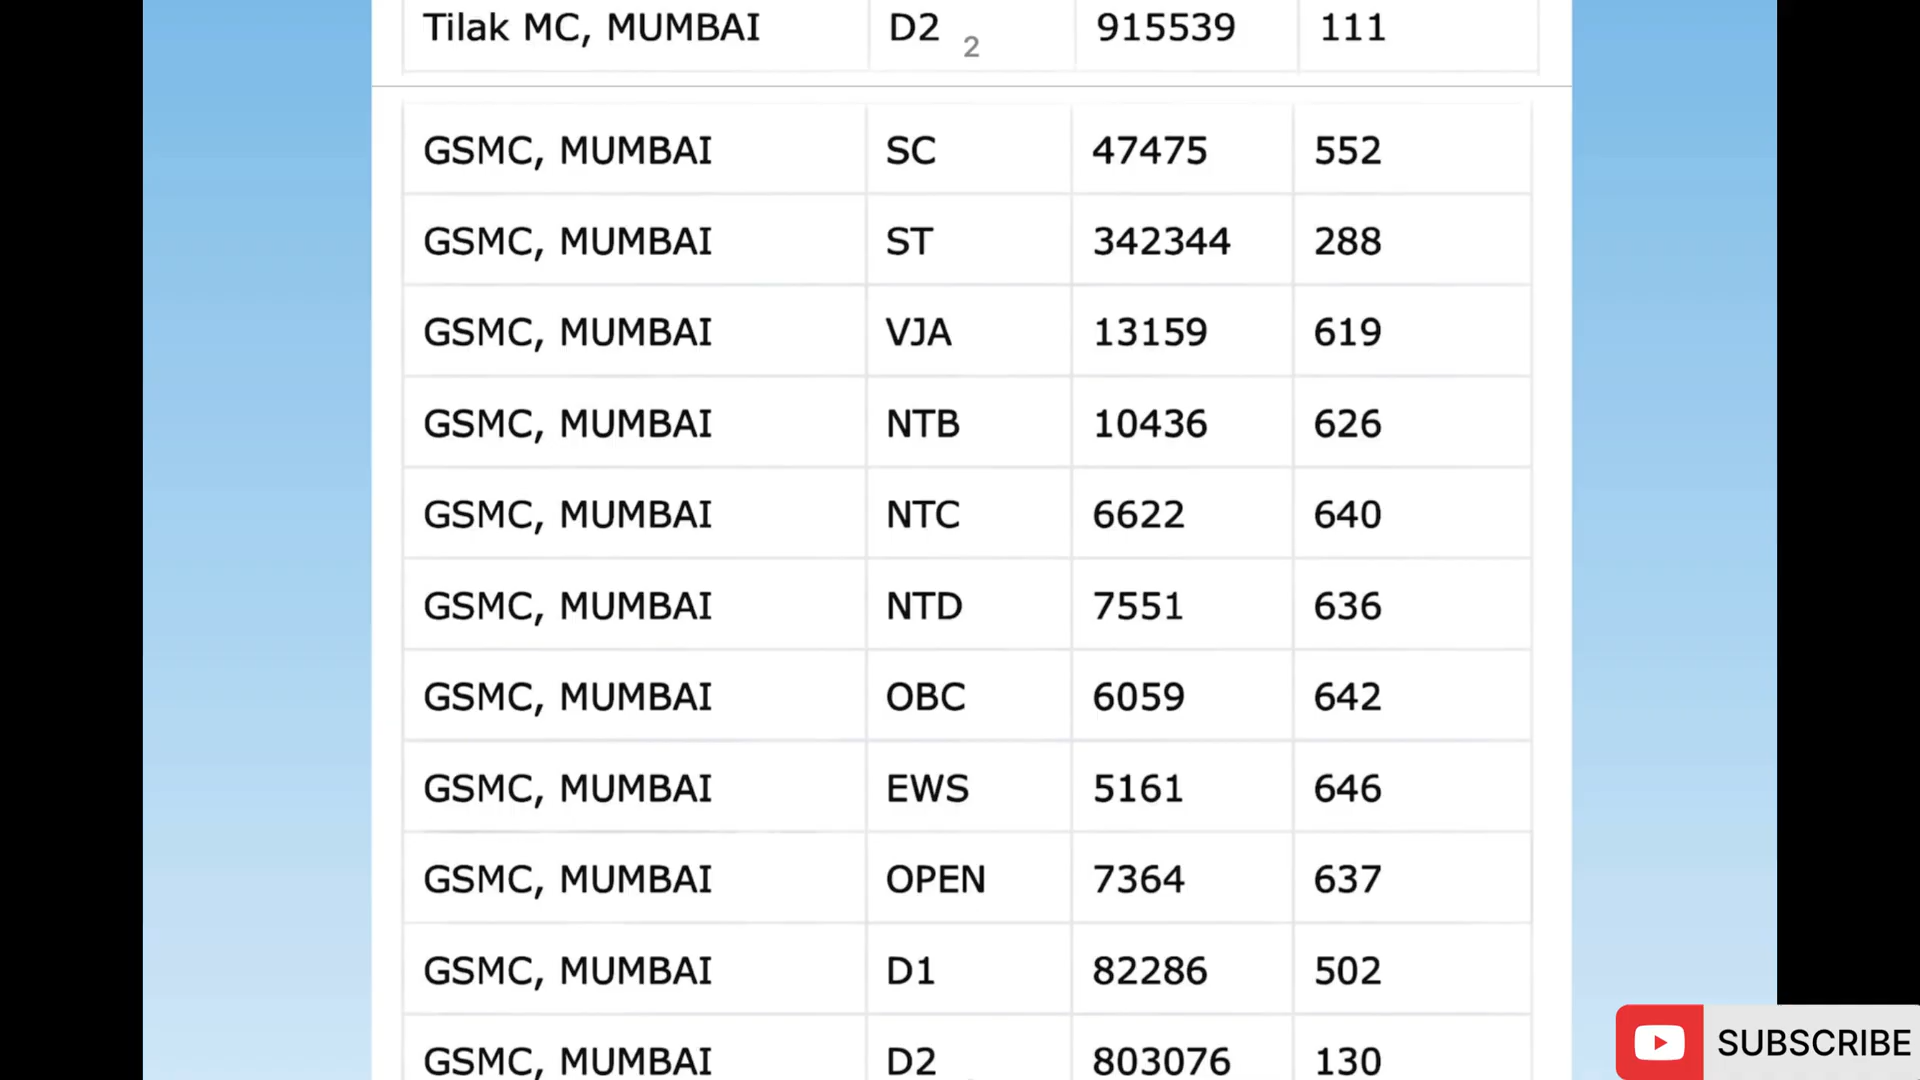 Tilak MC, MUMBAI D2 915539 111
2
GSMC, MUMBAI SC 47475 552
GSMC, MUMBAI ST 342344 288
GSMC, MUMBAI VJA 13159 619
GSMC, MUMBAI NTB 10436 626
GSMC, MUMBAI NTC 6622 640
GSMC, MUMBAI NTD 7551 636
GSMC, MUMBAI OBC 6059 642
GSMC, MUMBAI EWS 5161 646
GSMC, MUMBAI OPEN 7364 637
GSMC, MUMBAI D1 82286 502
GSMC, MUMBAI D2 803076 130
SUBSCRIBE